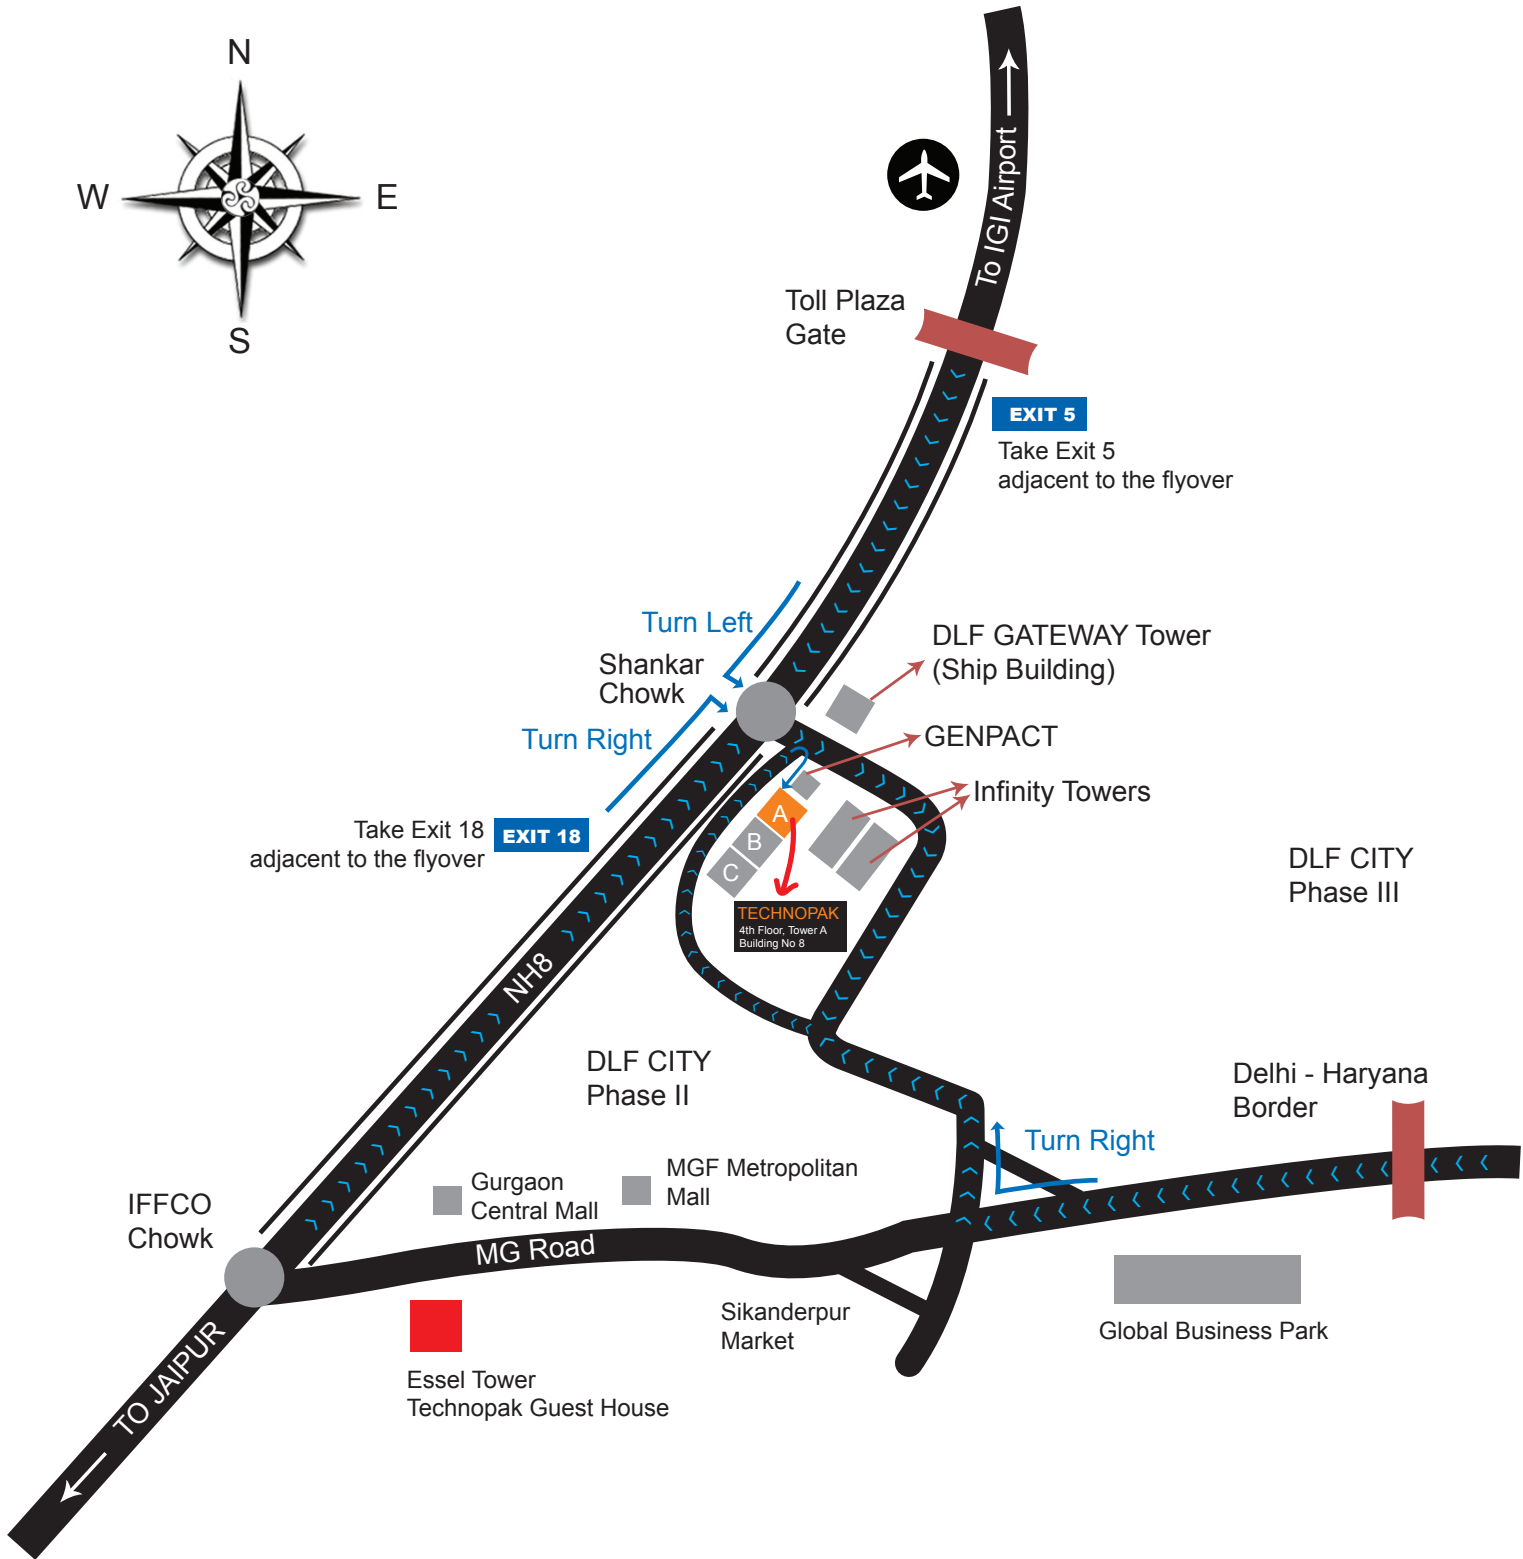 N
W
E
S
To IGI Airport
Toll Plaza
Gate
EXIT 5
Take Exit 5
adjacent to the flyover
Turn Left
Shankar
Chowk
DLF GATEWAY Tower
(Ship Building)
Turn Right
GENPACT
Infinity Towers
Take Exit 18
adjacent to the flyover
EXIT 18
A
B
C
DLF CITY
Phase III
TECHNOPAK
4th Floor, Tower A
Building No 8
NH8
DLF CITY
Phase II
Delhi - Haryana
Border
Turn Right
Gurgaon
Central Mall
MGF Metropolitan
Mall
IFFCO
Chowk
MG Road
Sikanderpur
Market
Global Business Park
TO JAIPUR
Essel Tower
Technopak Guest House